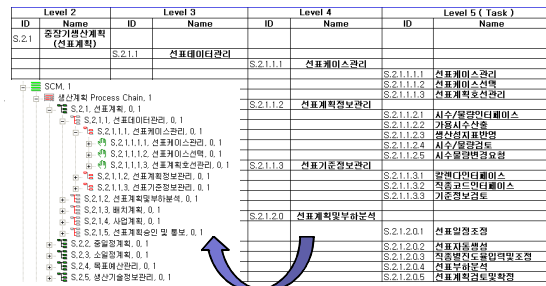 Level 2 Level 3 Level 4 Level 5 ( Task )
ID Name ID Name ID Name ID Name
S.2.1 중장기생산계획
(선표계획)
S.2.1.1 선표데이터관리
S.2.1.1.1 선표케이스관리
S.2.1.1.1.1 선표케이스관리
S.2.1.1.1.2 선표케이스선택
S.2.1.1.1.3 선표계획호선관리
S.2.1.1.2 선표계획정보관리
S.2.1.1.2.1 시수/물량인터페이스
S.2.1.1.2.2 가용시수산출
S.2.1.1.2.3 생산성지표반영
S.2.1.1.2.4 시수/물량검토
S.2.1.1.2.5 시수물량변경요청
S.2.1.1.3 선표기준정보관리
S.2.1.1.3.1 칼렌다인터페이스
S.2.1.1.3.2 직종코드인터페이스
S.2.1.1.3.3 기준정보검토
S.2.1.2.0 선표계획및부하분석
S.2.1.2.0.1 선표일정조정
S.2.1.2.0.2 선표자동생성
S.2.1.2.0.3 직종별진도율입력및조정
S.2.1.2.0.4 선표부하분석
S.2.1.2.0.5 선표계획검토및확정
SCM, 1
생산계획 Process Chain, 1
S.2.1, 선표계획, 0, 1
S.2.1.1, 선표데이터관리, 0, 1
S.2.1.1.1, 선표케이스관리, 0, 1
S.2.1.1.1.1, 선표케이스관리, 0, 1
S.2.1.1.1.2, 선표케이스선택, 0, 1
S.2.1.1.1.3, 선표계획호선관리, 0, 1
S.2.1.1.2, 선표계획정보관리, 0, 1
S.2.1.1.3, 선표기준정보관리, 0, 1
S.2.1.2, 선표계획및부하분석, 0, 1
S.2.1.3, 배치계획, 0, 1
S.2.1.4, 사업계획, 0, 1
S.2.1.5, 선표계획승인 및 통보, 0, 1
S.2.2, 중일정계획, 0, 1
S.2.3, 소일정계획, 0, 1
S.2.4, 목표예산관리, 0, 1
S.2.5, 생산기술정보관리, 0, 1